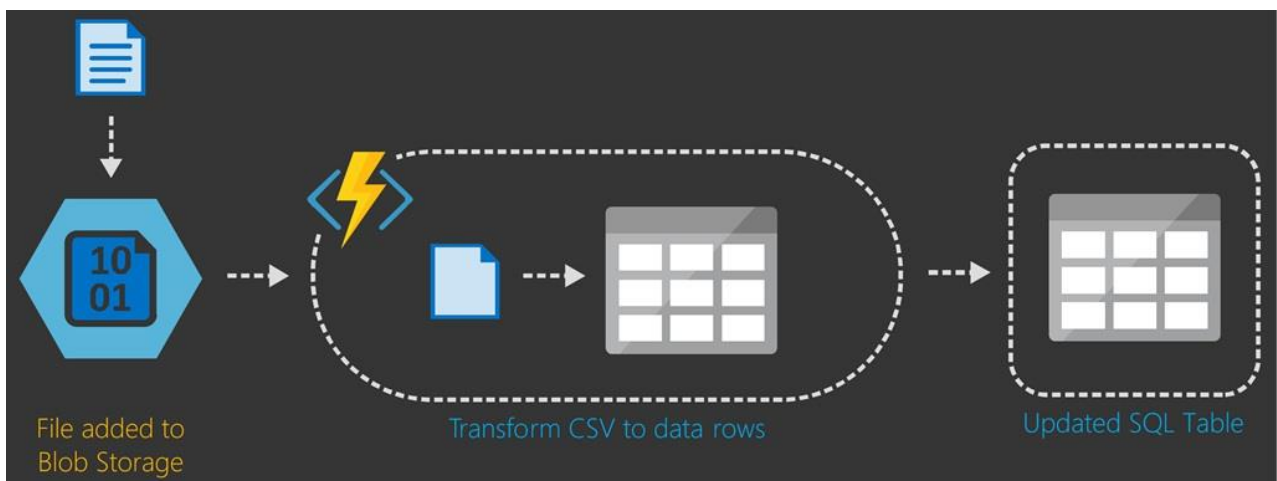 10
01
File added to
Blob Storage
Transform CSV to data rows
Updated SQL Table